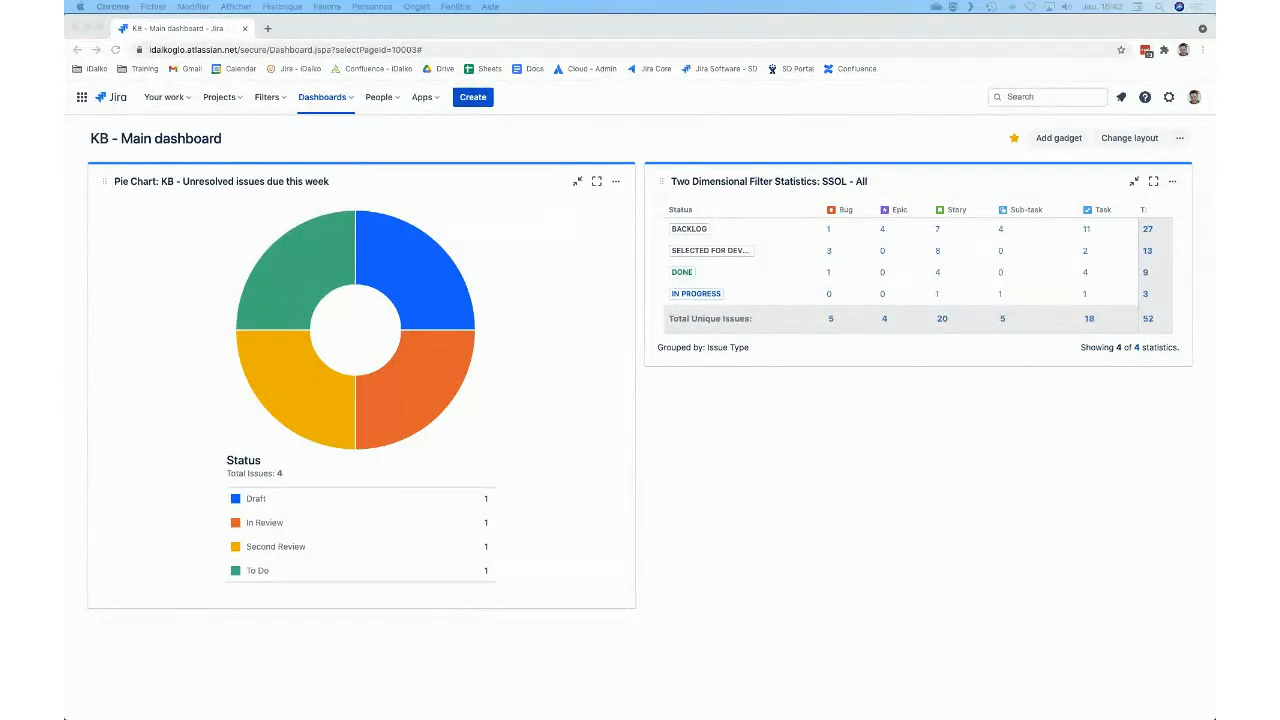 Chrome Fichier Modifier Afficher Historique Favoris Personnes Onglet Fenêtre Aide Jeu. 15:42
KB - Main dashboard - Jira
idalkoglo.atlassian.net/secure/Dashboard.jspa?selectPageId=10003#
iDalko Training Gmail Calendar Jira - iDalko Confluence - iDalko Drive Sheets Docs Cloud - Admin Jira Core Jira Software - SD SD Portal Confluence
Jira Your work Projects Filters Dashboards People Apps Create Search
KB - Main dashboard
Add gadget Change layout
Pie Chart: KB - Unresolved issues due this week
Status
Total Issues: 4
Draft 1
In Review 1
Second Review 1
To Do 1
Two Dimensional Filter Statistics: SSOL - All
Status Bug Epic Story Sub-task Task T:
BACKLOG 1 4 7 4 11 27
SELECTED FOR DEV... 3 0 8 0 2 13
DONE 1 0 4 0 4 9
IN PROGRESS 0 0 1 1 1 3
Total Unique Issues: 5 4 20 5 18 52
Grouped by: Issue Type Showing 4 of 4 statistics.